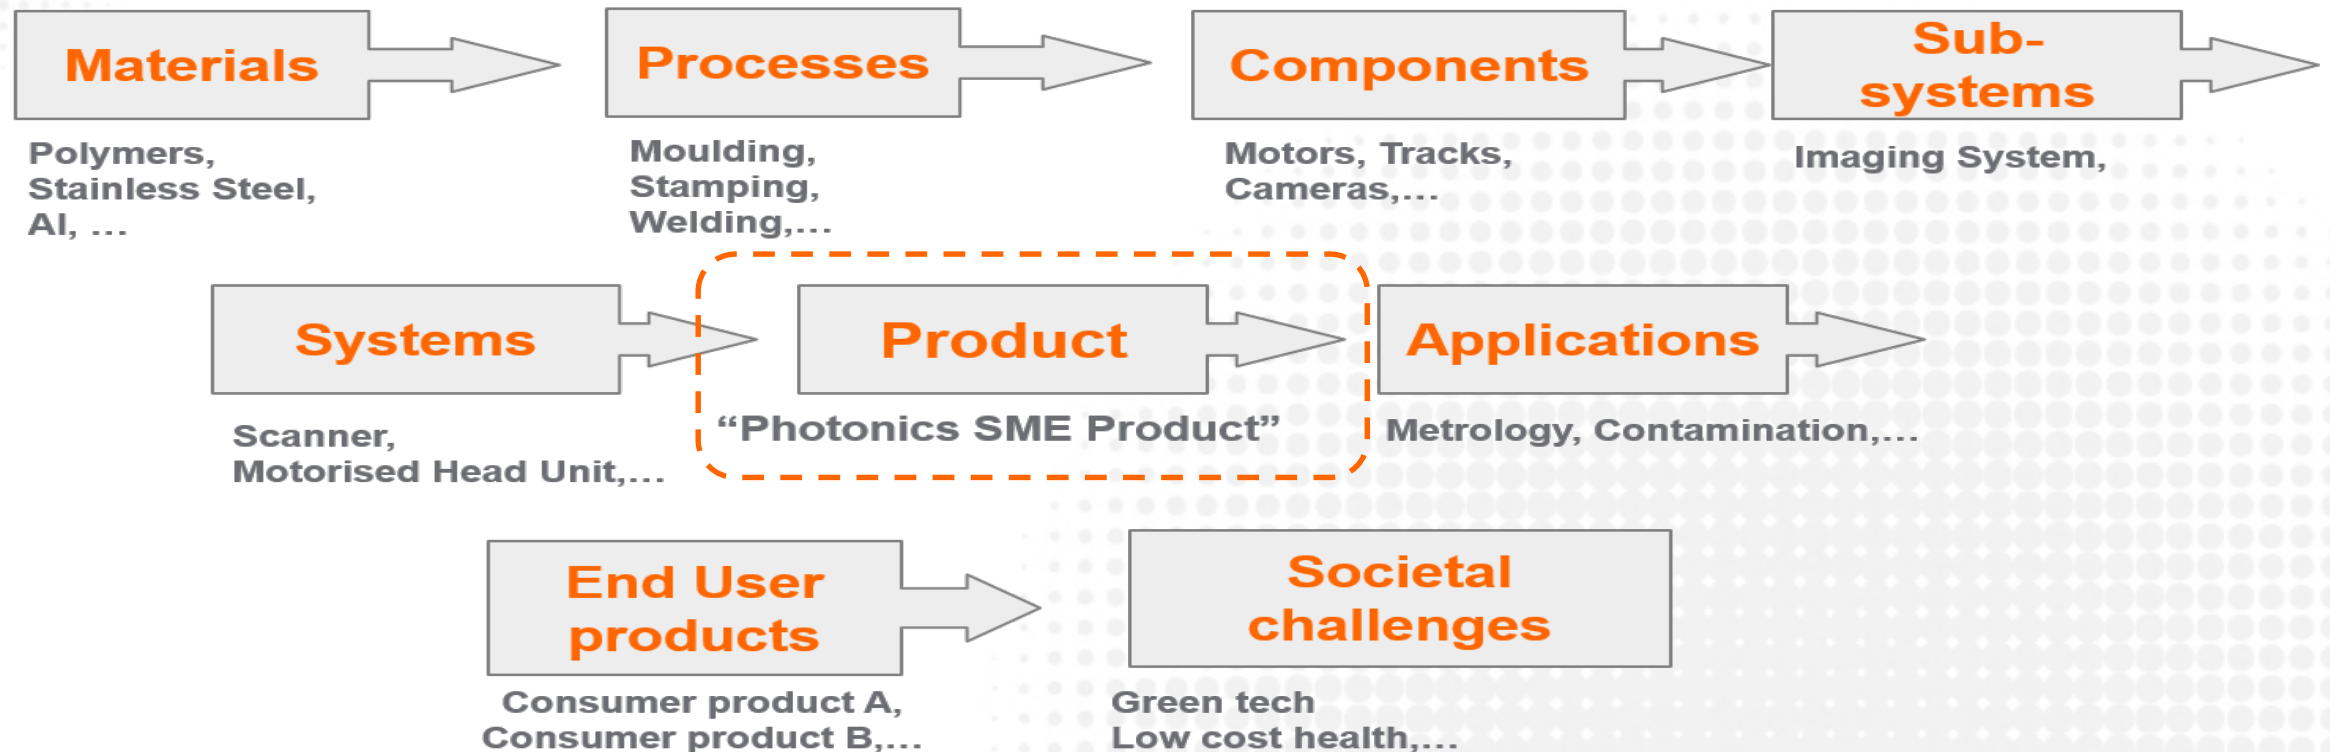 Materials
Processes
Components
Sub-
systems
Polymers,
Stainless Steel,
Al, ...
Moulding,
Stamping,
Welding,...
Motors, Tracks,
Cameras,...
Imaging System,
Systems
Product
Applications
Scanner,
Motorised Head Unit,...
“Photonics SME Product”
Metrology, Contamination,...
End User
products
Societal
challenges
Consumer product A,
Consumer product B,...
Green tech
Low cost health,...